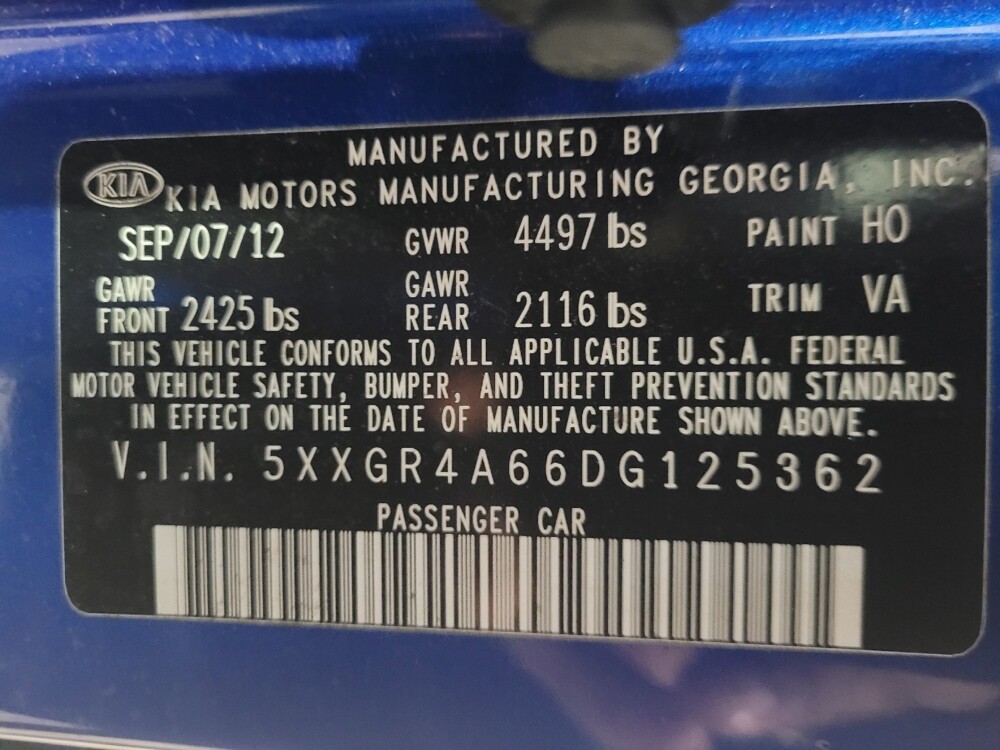 MANUFACTURED BY
KIA KIA MOTORS MANUFACTURING GEORGIA, INC.
SEP/07/12 GVWR 4497 lbs PAINT HO
GAWR FRONT 2425 lbs GAWR REAR 2116 lbs TRIM VA
THIS VEHICLE CONFORMS TO ALL APPLICABLE U.S.A. FEDERAL
MOTOR VEHICLE SAFETY, BUMPER, AND THEFT PREVENTION STANDARDS
IN EFFECT ON THE DATE OF MANUFACTURE SHOWN ABOVE.
V.I.N. 5XXGR4A66DG125362
PASSENGER CAR